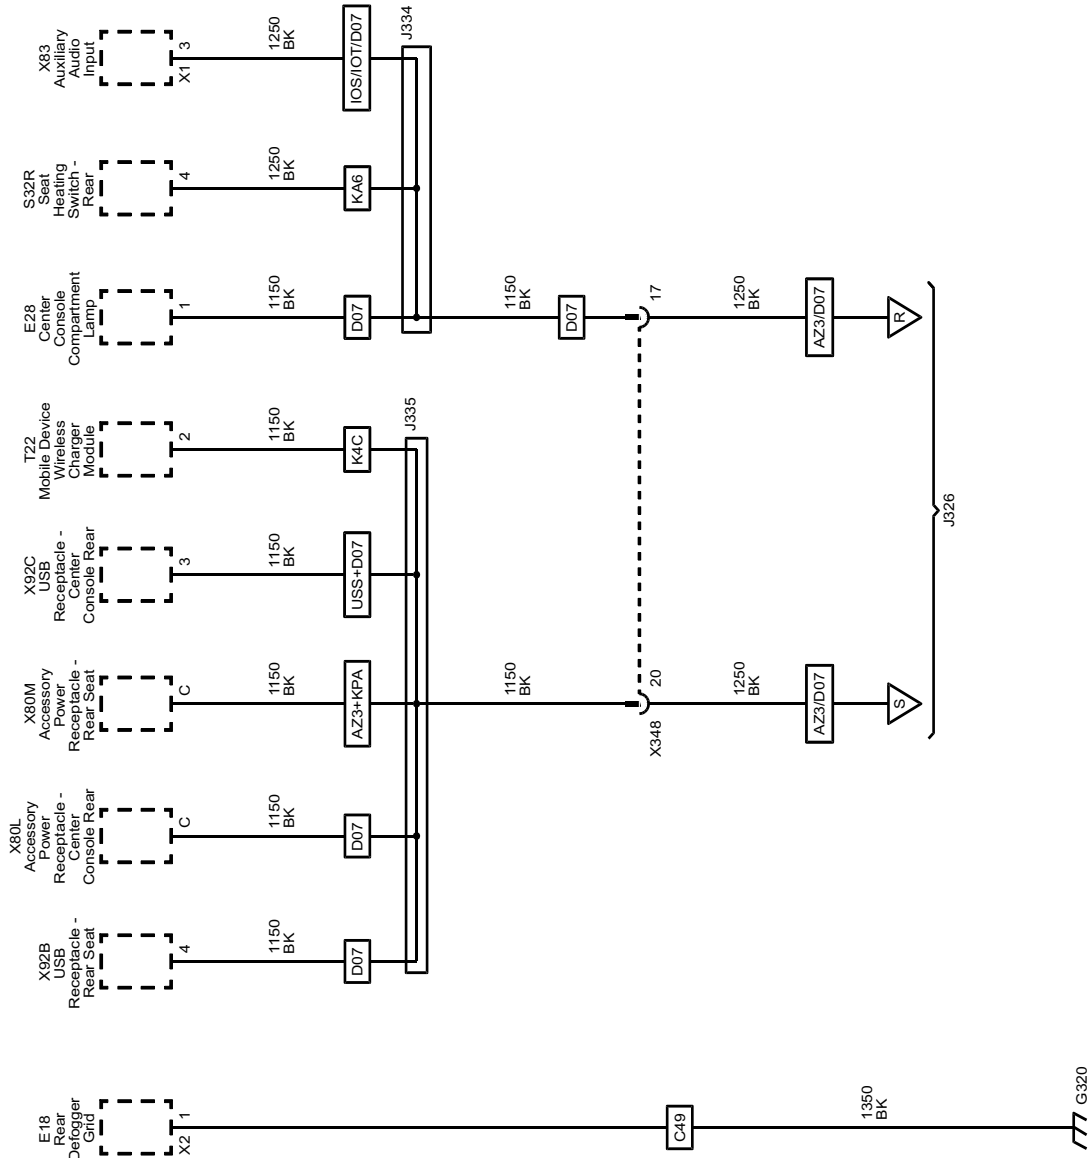 X83
Auxiliary
Audio
Input
3
X1
1250
BK
IOS/IOT/D07
J334
S32R
Seat
Heating
Switch -
Rear
4
1250
BK
KA6
E28
Center
Console
Compartment
Lamp
1
1150
BK
D07
1150
BK
D07
17
1250
BK
AZ3/D07
R
T22
Mobile Device
Wireless
Charger
Module
2
1150
BK
K4C
J335
X92C
USB
Receptacle -
Center
Console Rear
3
1150
BK
USS+D07
J326
X80M
Accessory
Power
Receptacle -
Rear Seat
C
1150
BK
AZ3+KPA
1150
BK
20
X348
1250
BK
AZ3/D07
S
X80L
Accessory
Power
Receptacle -
Center
Console Rear
C
1150
BK
D07
X92B
USB
Receptacle -
Rear Seat
4
1150
BK
D07
E18
Rear
Defogger
Grid
1
X2
C49
1350
BK
G320